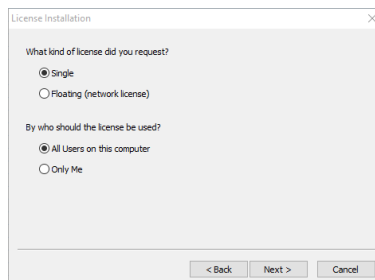 License Installation
What kind of license did you request?
Single
Floating (network license)
By who should the license be used?
All Users on this computer
Only Me
< Back Next > Cancel